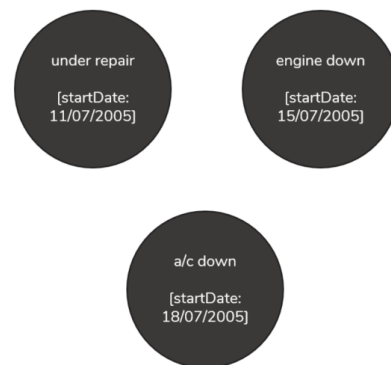 under repair
[startDate:
11/07/2005]
engine down
[startDate:
15/07/2005]
a/c down
[startDate:
18/07/2005]